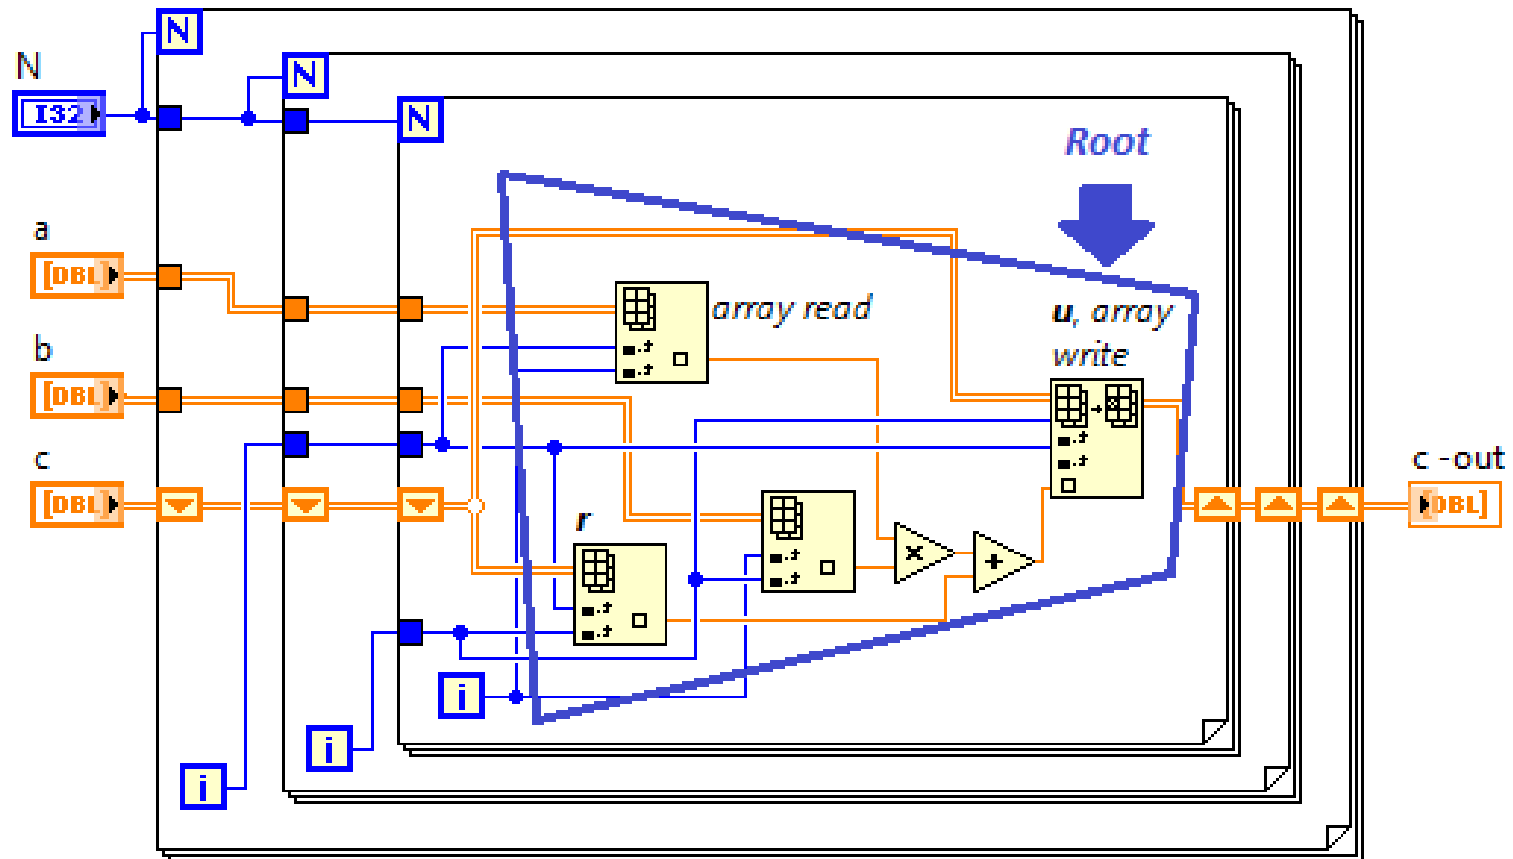 N
N
N
I32
N
Root
a
[DBL]
array read
u, array
write
b
[DBL]
c
[DBL]
r
×
+
c -out
[DBL]
i
i
i